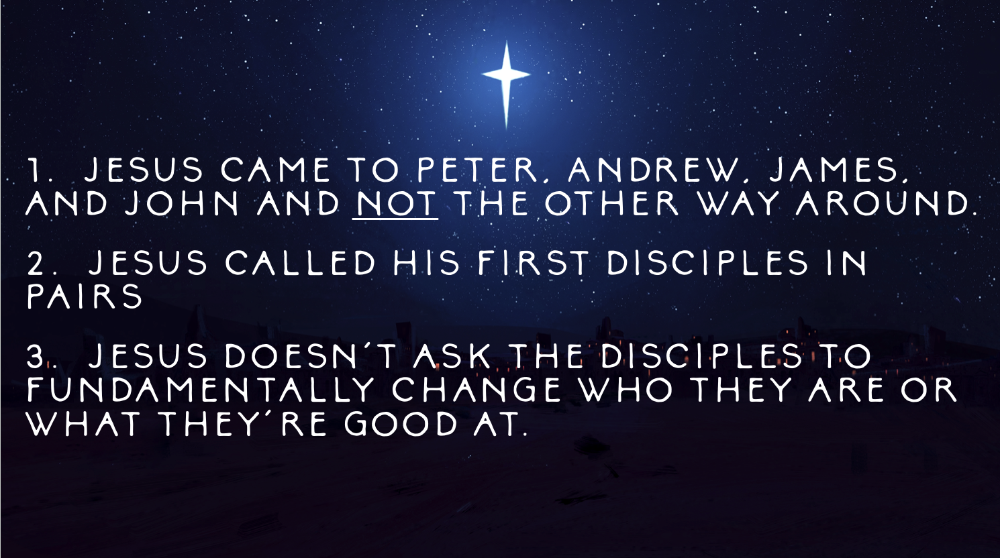 1. JESUS CAME TO PETER, ANDREW, JAMES,
AND JOHN AND NOT THE OTHER WAY AROUND.
2. JESUS CALLED HIS FIRST DISCIPLES IN
PAIRS
3. JESUS DOESN'T ASK THE DISCIPLES TO
FUNDAMENTALLY CHANGE WHO THEY ARE OR
WHAT THEY'RE GOOD AT.